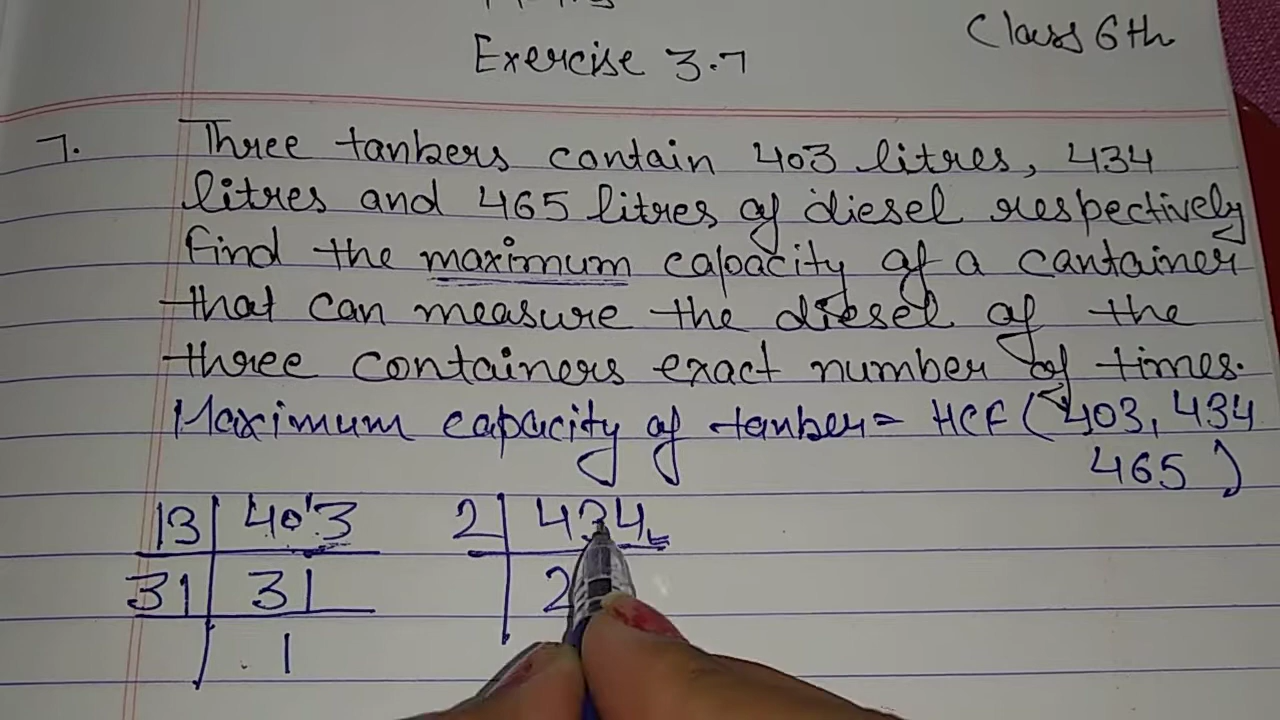 Class 6th
Exercise 3.7
7. Three tankers contain 403 litres, 434
litres and 465 litres of diesel respectively
find the maximum capacity of a cantainer
that can measure the diesel of the
three containers exact number of times.
Maximum capacity of tanker = HCF (403, 434
465)
13 403 2 434
31 31 2
1